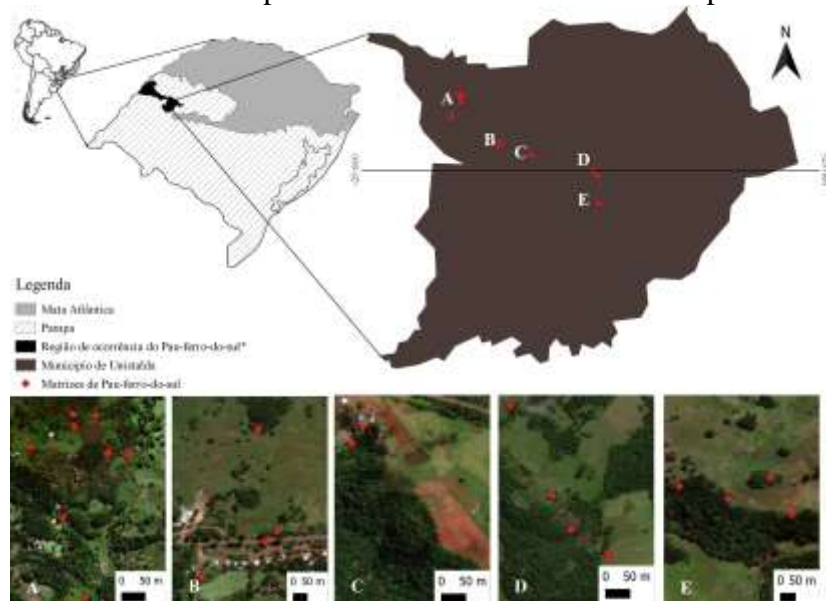 N
A
B
C
D
E
Legenda
Mata Atlântica
Pampa
Região de ocorrência do Pau-ferro-do-sul*
Município de Unistalda
Matrizes de Pau-ferro-do-sul
A 0 50 m
B 0 50 m
C 0 50 m
D 0 50 m
E 0 50 m